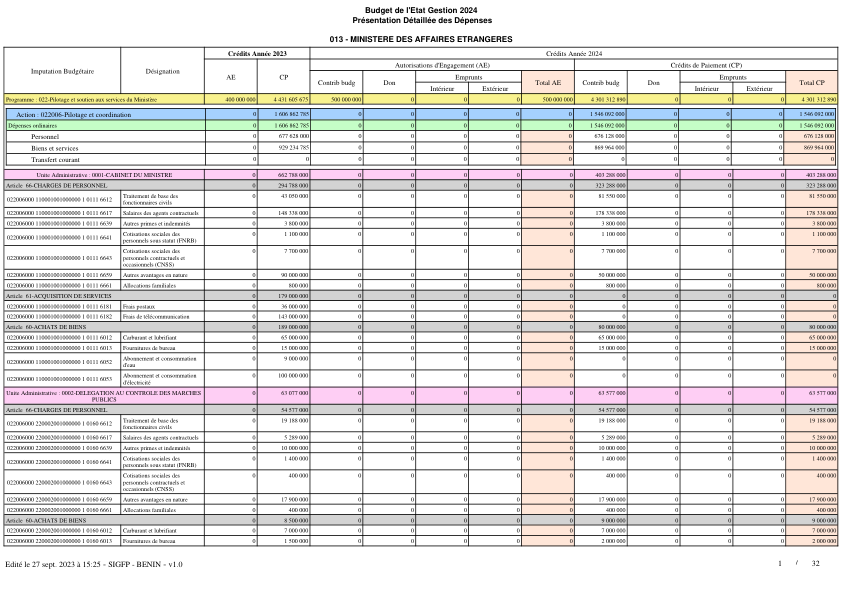 Budget de l'Etat Gestion 2024
Présentation Détaillée des Dépenses
013 - MINISTERE DES AFFAIRES ETRANGERES
Imputation Budgétaire Désignation Crédits Année 2023 Crédits Année 2024
AE CP Autorisations d'Engagement (AE) Crédits de Paiement (CP)
Contrib budg Don Emprunts Total AE Contrib budg Don Emprunts Total CP
Intérieur Extérieur Intérieur Extérieur
Programme : 022-Pilotage et soutien aux services du Ministère 400 000 000 4 431 605 675 500 000 000 0 0 0 500 000 000 4 301 312 890 0 0 0 4 301 312 890
Action : 022006-Pilotage et coordination 0 1 606 862 785 0 0 0 0 0 1 546 092 000 0 0 0 1 546 092 000
Dépenses ordinaires 0 1 606 862 785 0 0 0 0 0 1 546 092 000 0 0 0 1 546 092 000
Personnel 0 677 628 000 0 0 0 0 0 676 128 000 0 0 0 676 128 000
Biens et services 0 929 234 785 0 0 0 0 0 869 964 000 0 0 0 869 964 000
Transfert courant 0 0 0 0 0 0 0 0 0 0 0 0
Unite Administrative : 0001-CABINET DU MINISTRE 0 662 788 000 0 0 0 0 0 403 288 000 0 0 0 403 288 000
Article 66-CHARGES DE PERSONNEL 0 294 788 000 0 0 0 0 0 323 288 000 0 0 0 323 288 000
022006000 110001001000000 1 0111 6612 Traitement de base des fonctionnaires civils 0 43 050 000 0 0 0 0 0 81 550 000 0 0 0 81 550 000
022006000 110001001000000 1 0111 6617 Salaires des agents contractuels 0 148 338 000 0 0 0 0 0 178 338 000 0 0 0 178 338 000
022006000 110001001000000 1 0111 6639 Autres primes et indemnités 0 3 800 000 0 0 0 0 0 3 800 000 0 0 0 3 800 000
022006000 110001001000000 1 0111 6641 Cotisations sociales des personnels sous statut (FNRB) 0 1 100 000 0 0 0 0 0 1 100 000 0 0 0 1 100 000
022006000 110001001000000 1 0111 6643 Cotisations sociales des personnels contractuels et occasionnels (CNSS) 0 7 700 000 0 0 0 0 0 7 700 000 0 0 0 7 700 000
022006000 110001001000000 1 0111 6659 Autres avantages en nature 0 90 000 000 0 0 0 0 0 50 000 000 0 0 0 50 000 000
022006000 110001001000000 1 0111 6661 Allocations familiales 0 800 000 0 0 0 0 0 800 000 0 0 0 800 000
Article 61-ACQUISITION DE SERVICES 0 179 000 000 0 0 0 0 0 0 0 0 0 0
022006000 110001001000000 1 0111 6181 Frais postaux 0 36 000 000 0 0 0 0 0 0 0 0 0 0
022006000 110001001000000 1 0111 6182 Frais de télécommunication 0 143 000 000 0 0 0 0 0 0 0 0 0 0
Article 60-ACHATS DE BIENS 0 189 000 000 0 0 0 0 0 80 000 000 0 0 0 80 000 000
022006000 110001001000000 1 0111 6012 Carburant et lubrifiant 0 65 000 000 0 0 0 0 0 65 000 000 0 0 0 65 000 000
022006000 110001001000000 1 0111 6013 Fournitures de bureau 0 15 000 000 0 0 0 0 0 15 000 000 0 0 0 15 000 000
022006000 110001001000000 1 0111 6052 Abonnement et consommation d'eau 0 9 000 000 0 0 0 0 0 0 0 0 0 0
022006000 110001001000000 1 0111 6053 Abonnement et consommation d'électricité 0 100 000 000 0 0 0 0 0 0 0 0 0 0
Unite Administrative : 0002-DELEGATION AU CONTROLE DES MARCHES PUBLICS 0 63 077 000 0 0 0 0 0 63 577 000 0 0 0 63 577 000
Article 66-CHARGES DE PERSONNEL 0 54 577 000 0 0 0 0 0 54 577 000 0 0 0 54 577 000
022006000 220002001000000 1 0160 6612 Traitement de base des fonctionnaires civils 0 19 188 000 0 0 0 0 0 19 188 000 0 0 0 19 188 000
022006000 220002001000000 1 0160 6617 Salaires des agents contractuels 0 5 289 000 0 0 0 0 0 5 289 000 0 0 0 5 289 000
022006000 220002001000000 1 0160 6639 Autres primes et indemnités 0 10 000 000 0 0 0 0 0 10 000 000 0 0 0 10 000 000
022006000 220002001000000 1 0160 6641 Cotisations sociales des personnels sous statut (FNRB) 0 1 400 000 0 0 0 0 0 1 400 000 0 0 0 1 400 000
022006000 220002001000000 1 0160 6643 Cotisations sociales des personnels contractuels et occasionnels (CNSS) 0 400 000 0 0 0 0 0 400 000 0 0 0 400 000
022006000 220002001000000 1 0160 6659 Autres avantages en nature 0 17 900 000 0 0 0 0 0 17 900 000 0 0 0 17 900 000
022006000 220002001000000 1 0160 6661 Allocations familiales 0 400 000 0 0 0 0 0 400 000 0 0 0 400 000
Article 60-ACHATS DE BIENS 0 8 500 000 0 0 0 0 0 9 000 000 0 0 0 9 000 000
022006000 220002001000000 1 0160 6012 Carburant et lubrifiant 0 7 000 000 0 0 0 0 0 7 000 000 0 0 0 7 000 000
022006000 220002001000000 1 0160 6013 Fournitures de bureau 0 1 500 000 0 0 0 0 0 2 000 000 0 0 0 2 000 000
Edité le 27 sept. 2023 à 15:25 - SIGFP - BENIN - v1.0 1 / 32